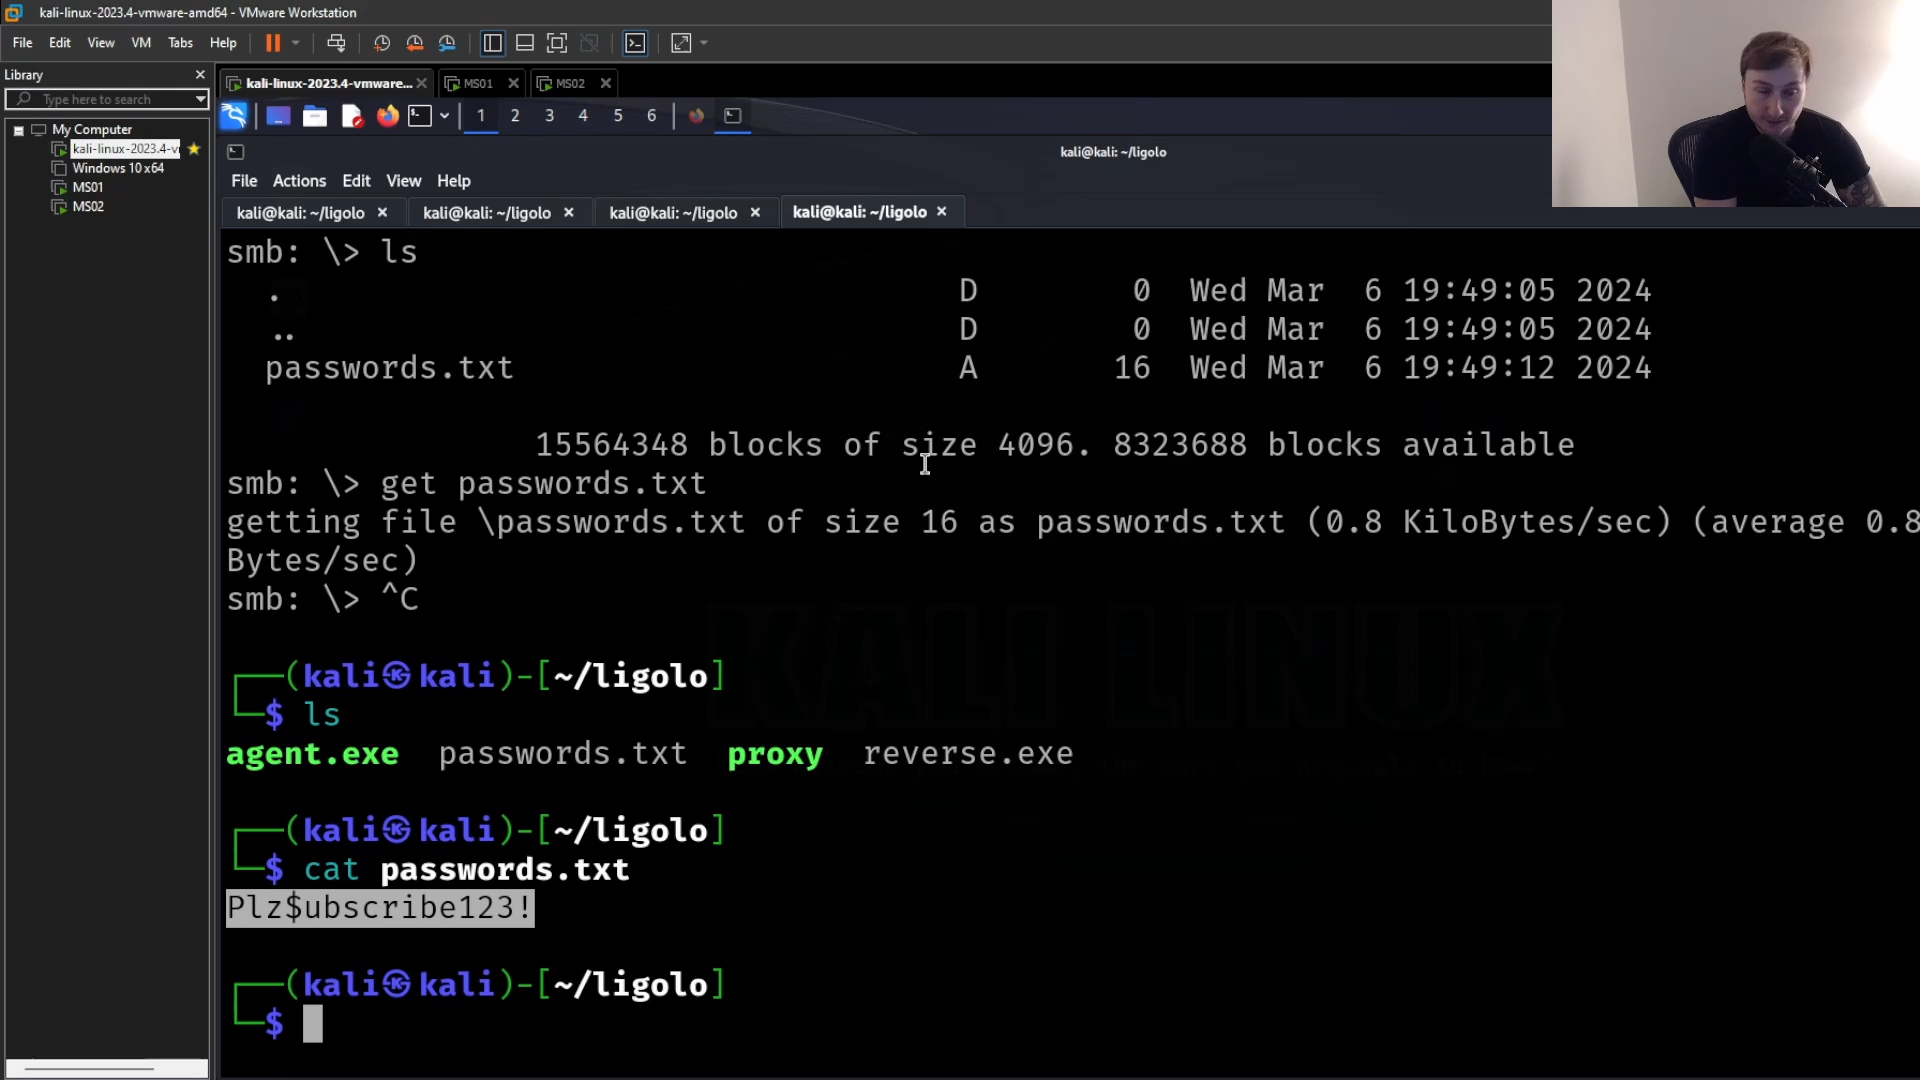 kali-linux-2023.4-vmware-amd64 - VMware Workstation
File Edit View VM Tabs Help
Library
Type here to search
My Computer
kali-linux-2023.4-v
Windows 10 x64
MS01
MS02
kali-linux-2023.4-vmware... MS01 MS02
1 2 3 4 5 6
kali@kali: ~/ligolo
File Actions Edit View Help
kali@kali: ~/ligolo kali@kali: ~/ligolo kali@kali: ~/ligolo kali@kali: ~/ligolo
smb: \> ls
. D 0 Wed Mar 6 19:49:05 2024
.. D 0 Wed Mar 6 19:49:05 2024
passwords.txt A 16 Wed Mar 6 19:49:12 2024
15564348 blocks of size 4096. 8323688 blocks available
smb: \> get passwords.txt
getting file \passwords.txt of size 16 as passwords.txt (0.8 KiloBytes/sec) (average 0.8
Bytes/sec)
smb: \> ^C
KALI LINUX
┌──(kali㉿kali)-[~/ligolo]
└─$ ls
agent.exe passwords.txt proxy reverse.exe
┌──(kali㉿kali)-[~/ligolo]
└─$ cat passwords.txt
Plz$ubscribe123!
┌──(kali㉿kali)-[~/ligolo]
└─$